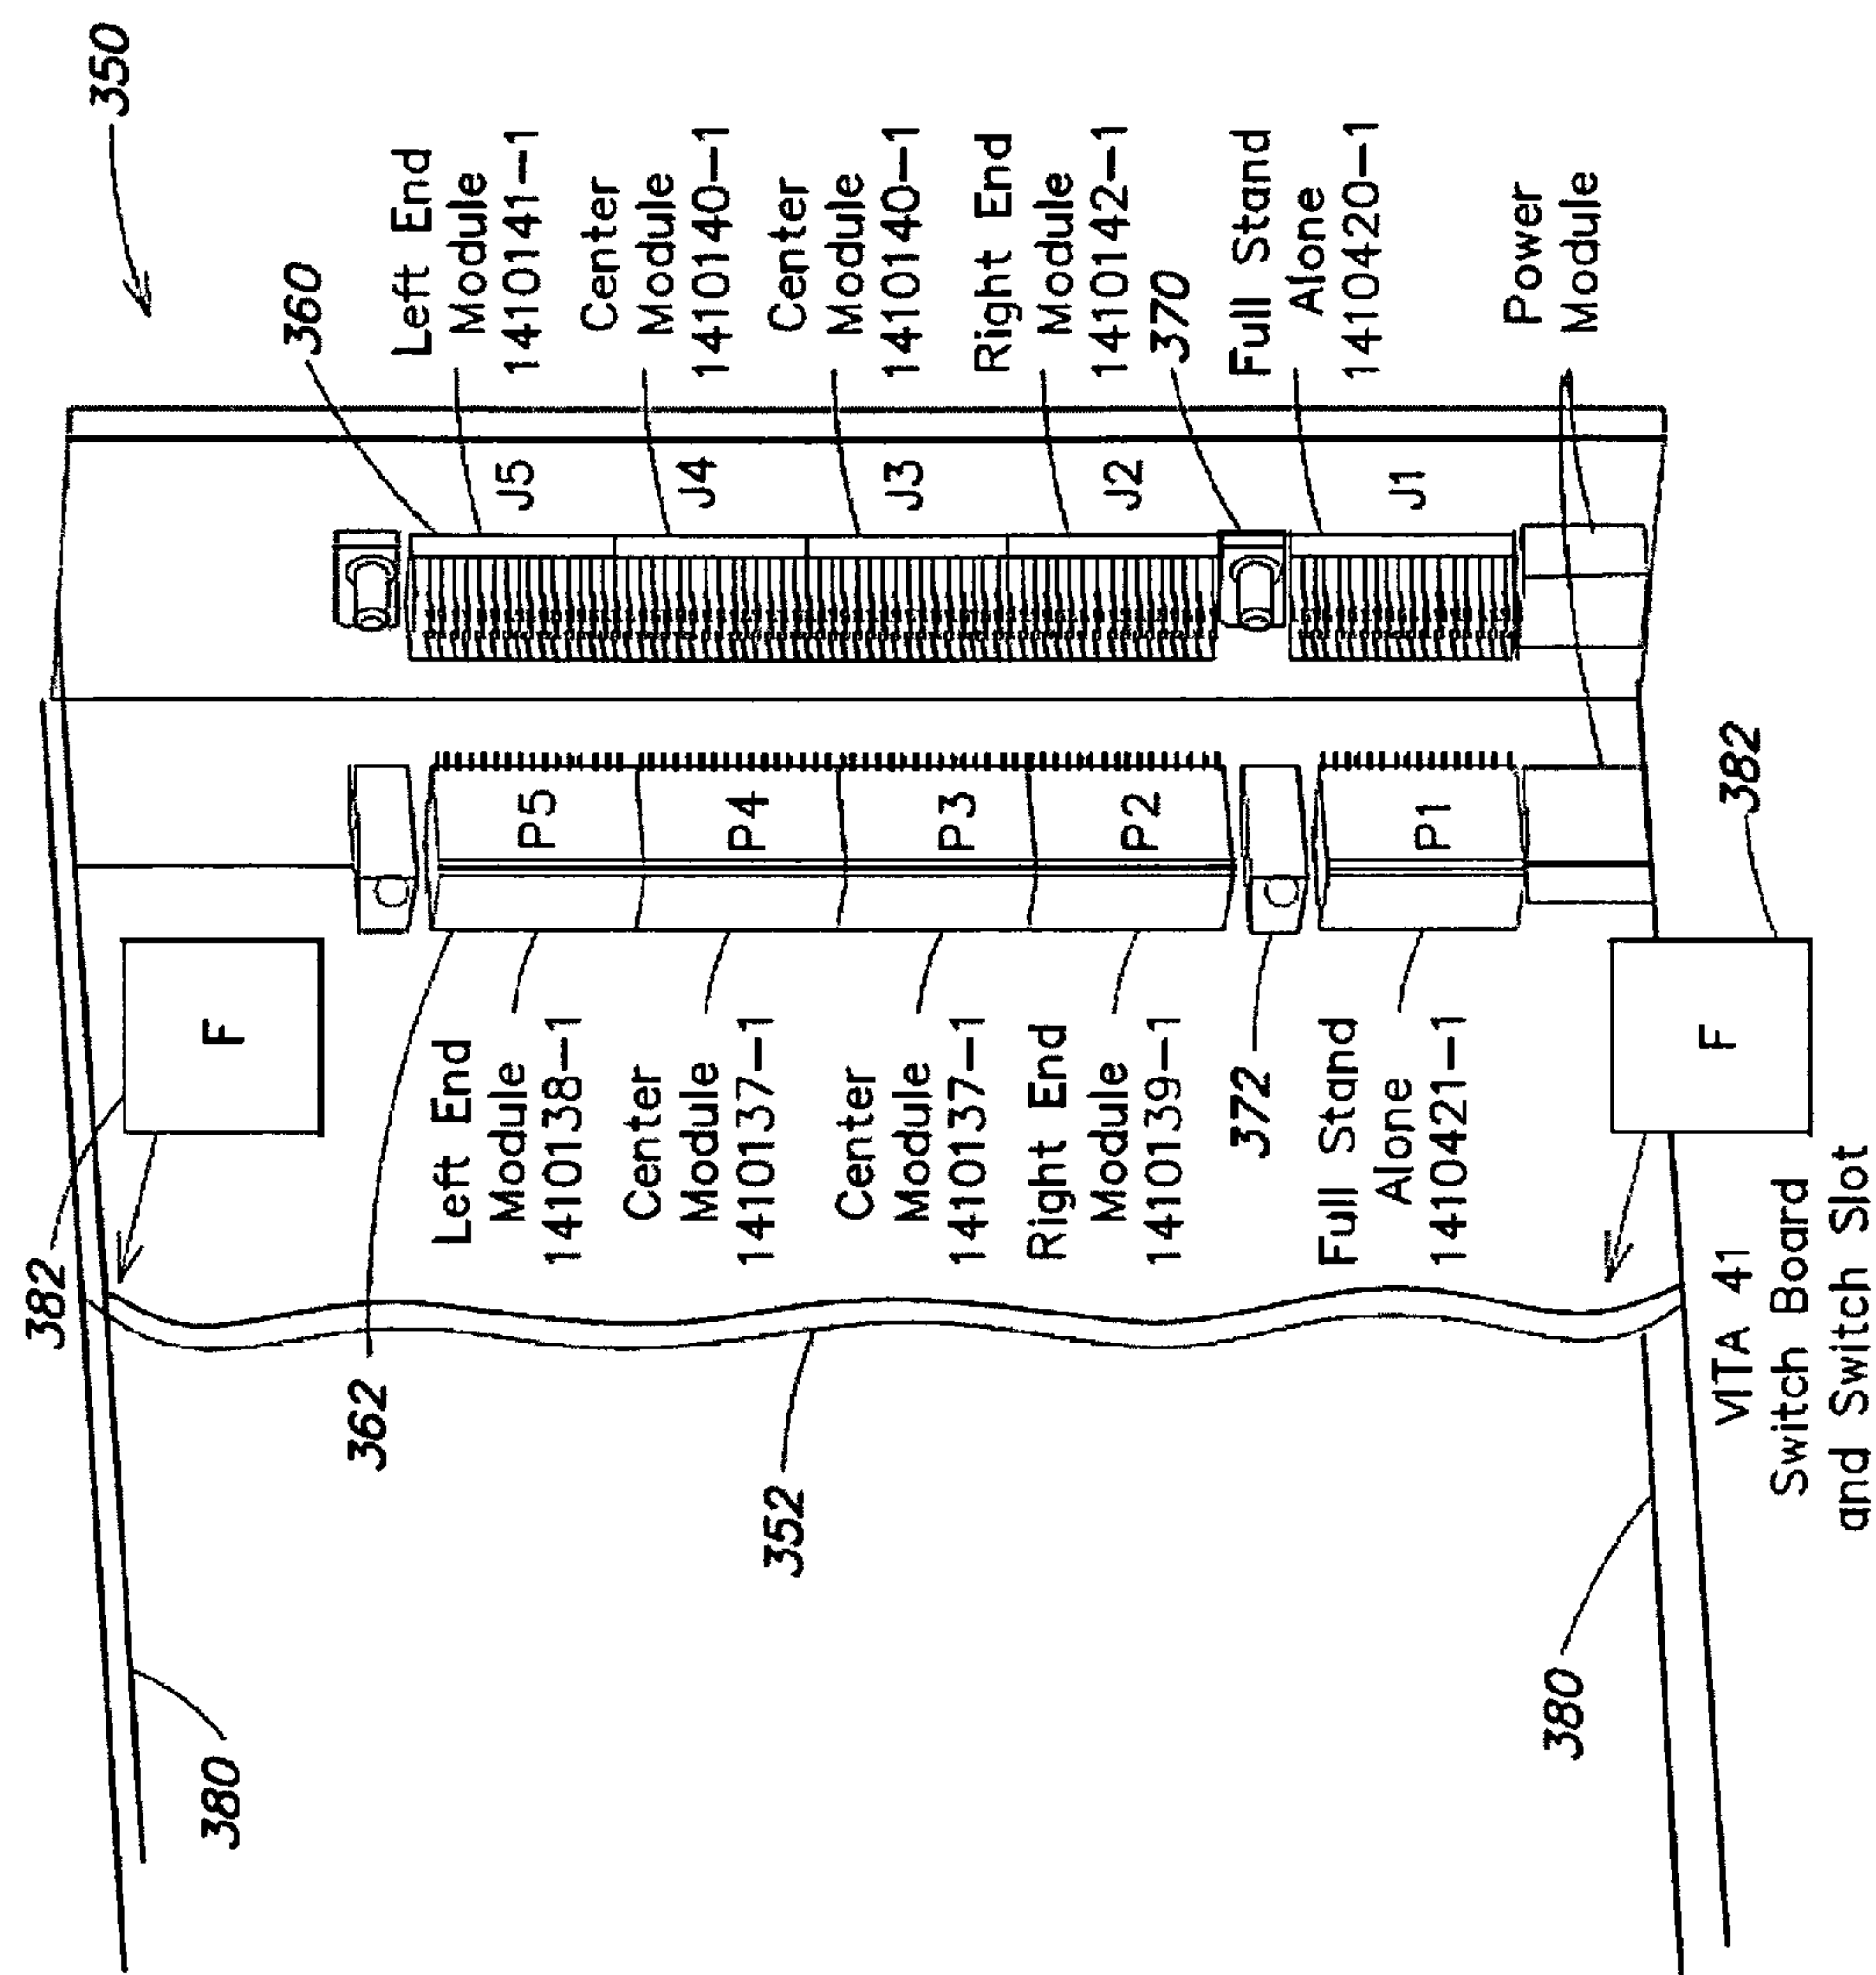 350
360
Left End
Module
1410141-1
Center
Module
1410140-1
Center
Module
1410140-1
Right End
Module
1410142-1
370
Full Stand
Alone
1410420-1
Power
Module
J5
J4
J3
J2
J1
P5
P4
P3
P2
P1
382
F
F
382
362
Left End
Module
1410138-1
Center
Module
1410137-1
Center
Module
1410137-1
Right End
Module
1410139-1
372
Full Stand
Alone
1410421-1
352
380
380
VITA 41
Switch Board
and Switch Slot